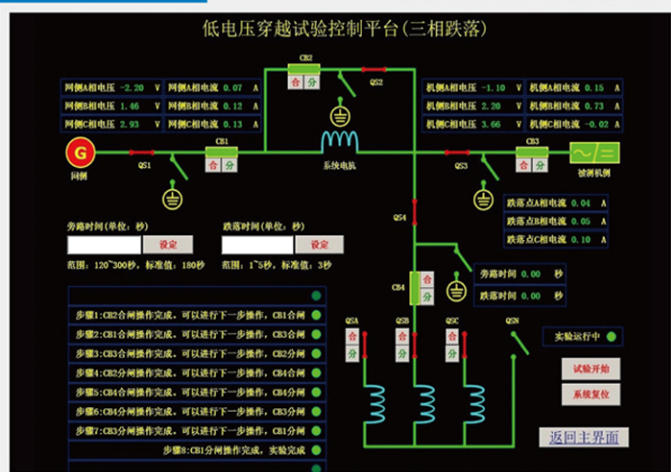 低电压穿越试验控制平台(三相跌落)
CB2
合 分
QS2
网侧A相电压 -2.20 V 网侧A相电流 0.07 A
网侧B相电压 1.46 V 网侧B相电流 0.12 A
网侧C相电压 2.93 V 网侧C相电流 0.13 A
机侧A相电压 -1.10 V 机侧A相电流 0.15 A
机侧B相电压 2.20 V 机侧B相电流 0.73 A
机侧C相电压 3.66 V 机侧C相电流 -0.02 A
G
网侧
QS1
CB1
合 分
系统电抗
QS3
CB3
合 分
被测机侧
QS4
跌落点A相电流 0.04 A
跌落点B相电流 0.05 A
跌落点C相电流 0.10 A
旁路时间(单位: 秒)
设定
范围: 120~300秒, 标准值: 180秒
跌落时间(单位: 秒)
设定
范围: 1~5秒, 标准值: 3秒
CB4
合
分
旁路时间 0.00 秒
跌落时间 0.00 秒
步骤1:CB2合闸操作完成。可以进行下一步操作, CB1合闸
步骤2:CB1合闸操作完成。可以进行下一步操作, CB3合闸
步骤3:CB3合闸操作完成。可以进行下一步操作, CB2分闸
步骤4:CB2分闸操作完成。可以进行下一步操作, CB4合闸
步骤5:CB4合闸操作完成。可以进行下一步操作, CB4分闸
步骤6:CB4分闸操作完成。可以进行下一步操作, CB3分闸
步骤7:CB3分闸操作完成。可以进行下一步操作, CB1分闸
步骤8:CB1分闸操作完成, 实验完成
QSA
合
分
QSB
合
分
QSC
合
分
QSN
实验运行中
试验开始
系统复位
返回主界面